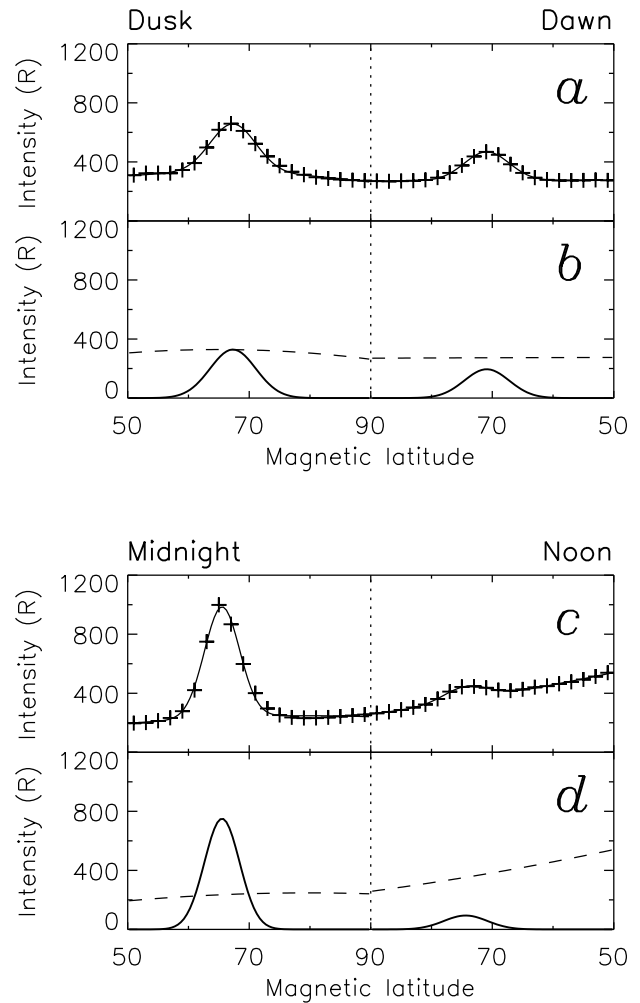 Dusk Dawn
1200
800
400
Intensity (R)
a
1200
800
400
0
Intensity (R)
b
50 70 90 70 50
Magnetic latitude
Midnight Noon
1200
800
400
Intensity (R)
c
1200
800
400
0
Intensity (R)
d
50 70 90 70 50
Magnetic latitude